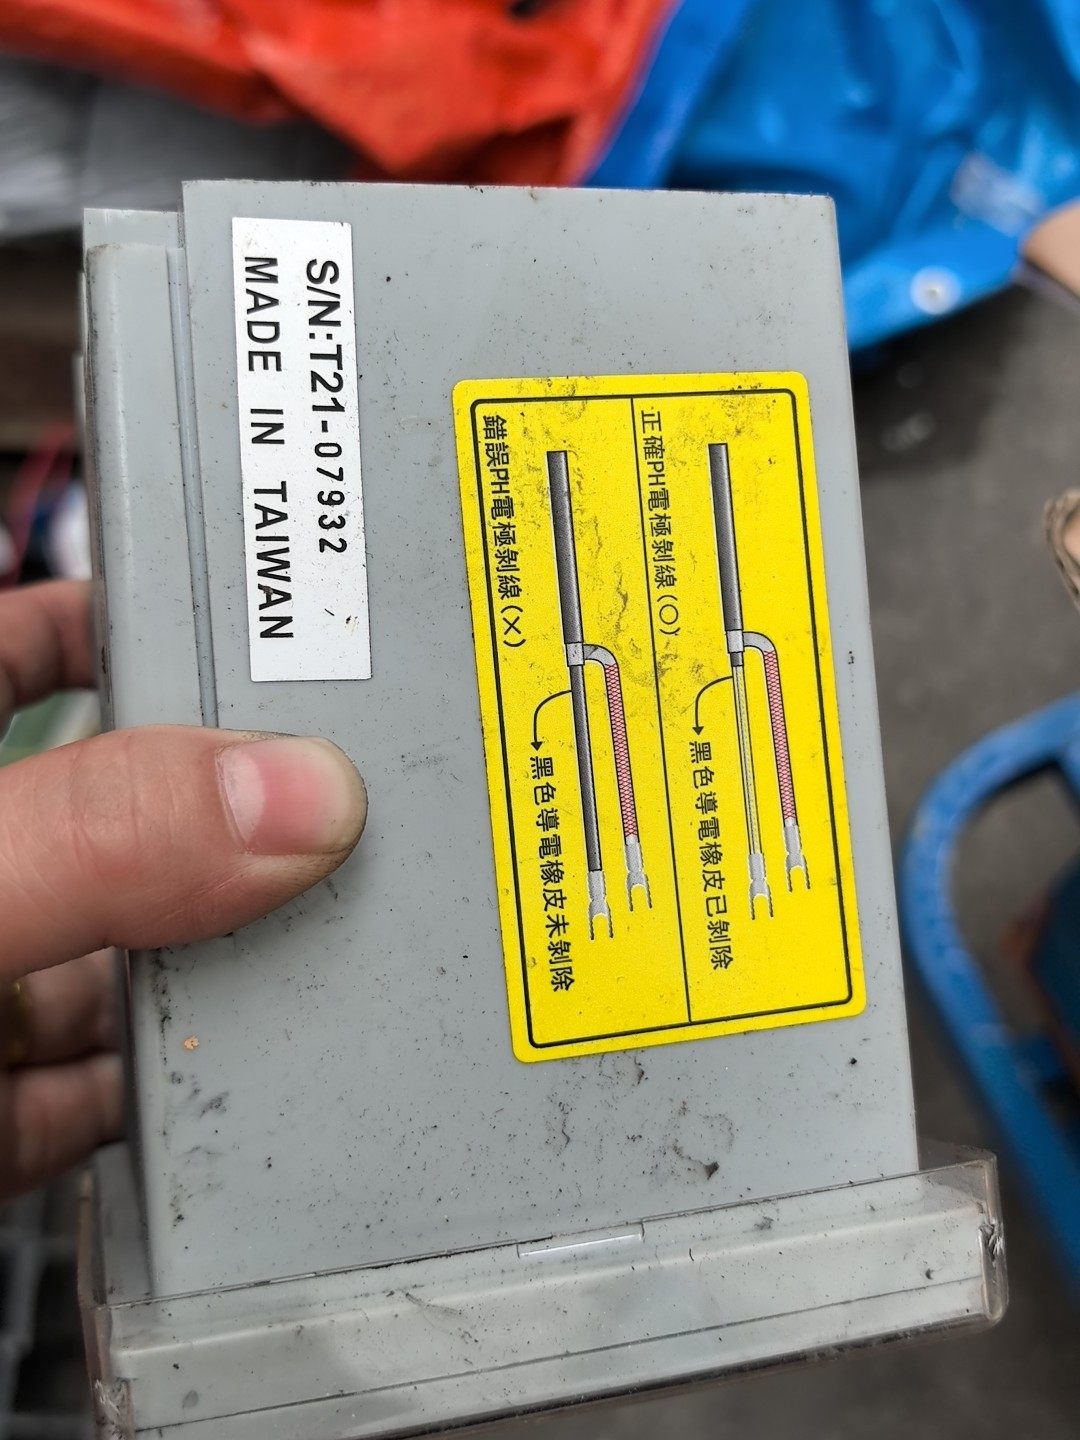 S/N:T21-07932
MADE IN TAIWAN
正確PH電極剝線(○)
黑色導電橡皮已剝除
錯誤PH電極剝線(×)
黑色導電橡皮未剝除